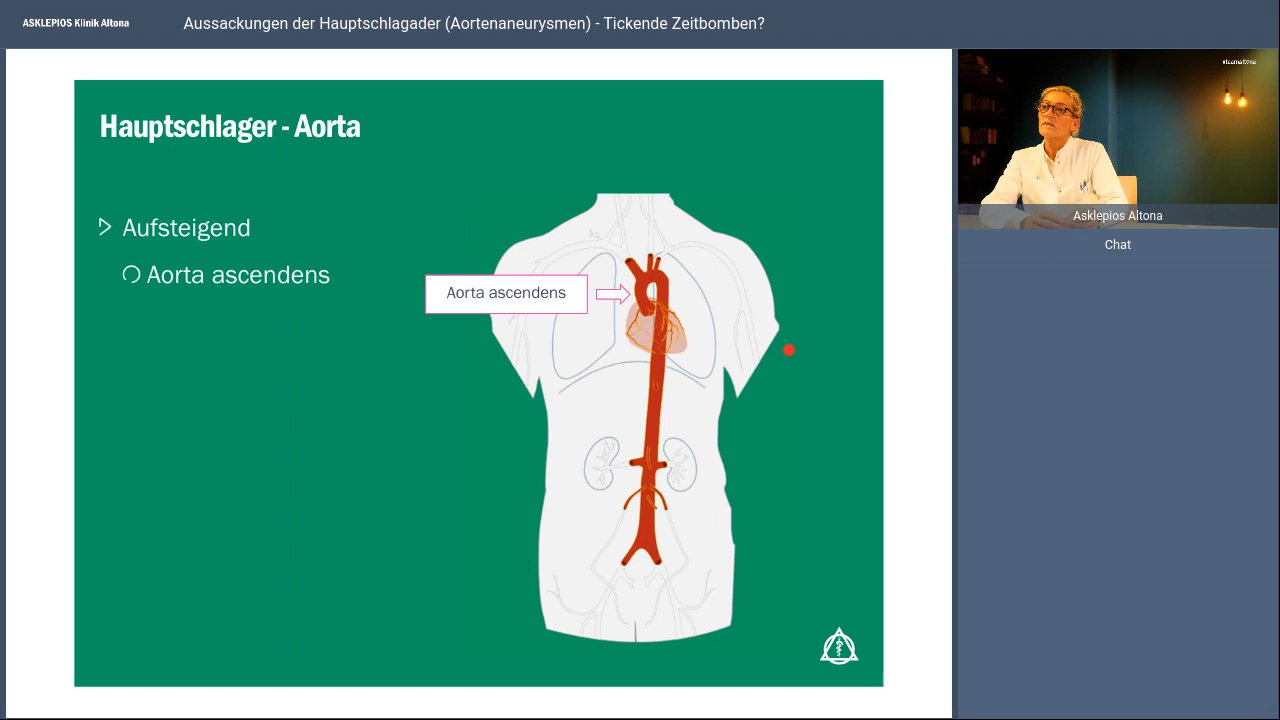 ASKLEPIOS Klinik Altona
Aussackungen der Hauptschlagader (Aortenaneurysmen) - Tickende Zeitbomben?
Hauptschlager - Aorta
Aufsteigend
Aorta ascendens
Aorta ascendens
#teamaltona
Asklepios Altona
Chat